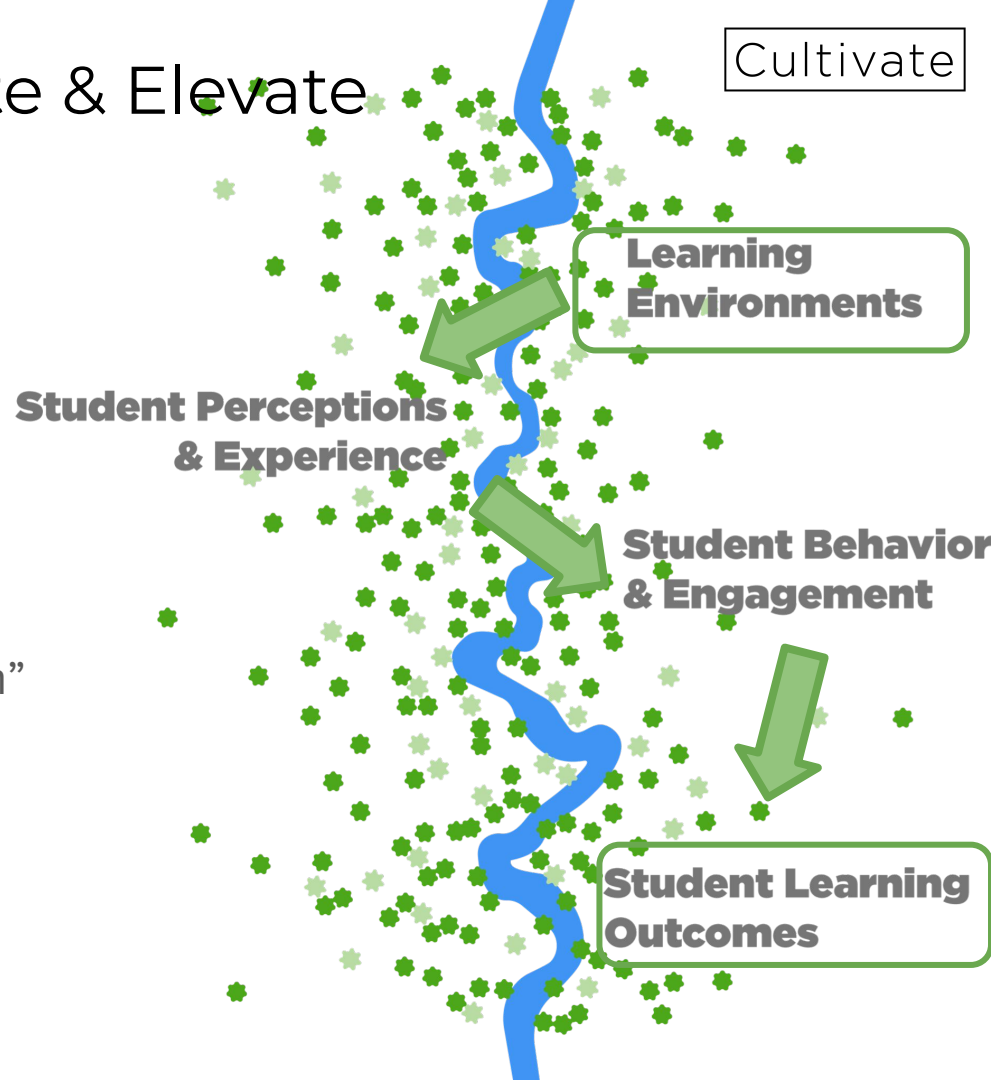 Cultivate
e & Elevate
Learning
Environments
Student Perceptions
& Experience
Student Behavior
& Engagement
”
Student Learning
Outcomes